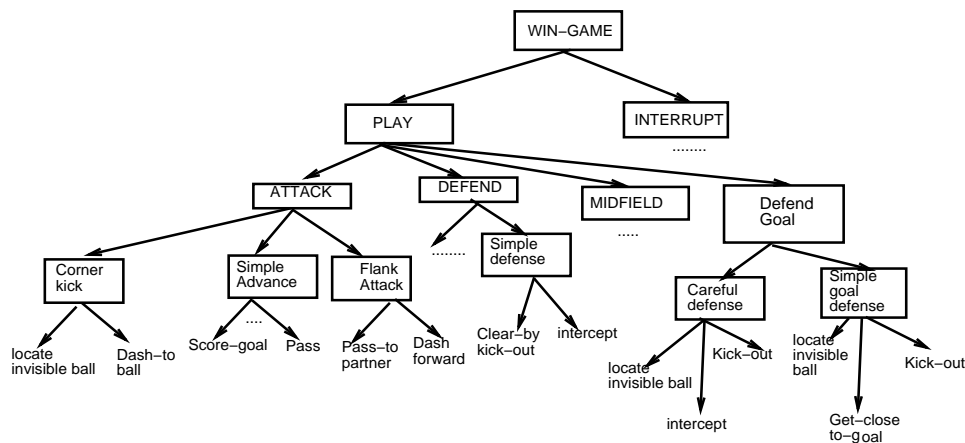 WIN-GAME
PLAY
INTERRUPT
........
ATTACK
DEFEND
MIDFIELD
.....
Defend
Goal
........
Corner
kick
Simple
Advance
....
Flank
Attack
Simple
defense
Careful
defense
Simple
goal
defense
locate
invisible ball
Dash-to
ball
Score-goal
Pass
Pass-to
partner
Dash
forward
Clear-by
kick-out
intercept
locate
invisible ball
intercept
Kick-out
locate
invisible
ball
Get-close
to-goal
Kick-out